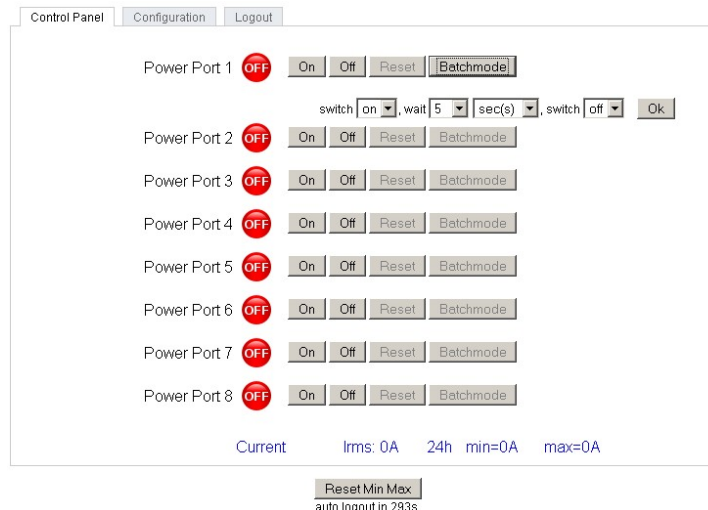 Control Panel Configuration Logout
Power Port 1 OFF On Off Reset Batchmode
switch on , wait 5 sec(s) , switch off Ok
Power Port 2 OFF On Off Reset Batchmode
Power Port 3 OFF On Off Reset Batchmode
Power Port 4 OFF On Off Reset Batchmode
Power Port 5 OFF On Off Reset Batchmode
Power Port 6 OFF On Off Reset Batchmode
Power Port 7 OFF On Off Reset Batchmode
Power Port 8 OFF On Off Reset Batchmode
Current Irms: 0A 24h min=0A max=0A
Reset Min Max
auto logout in 293s